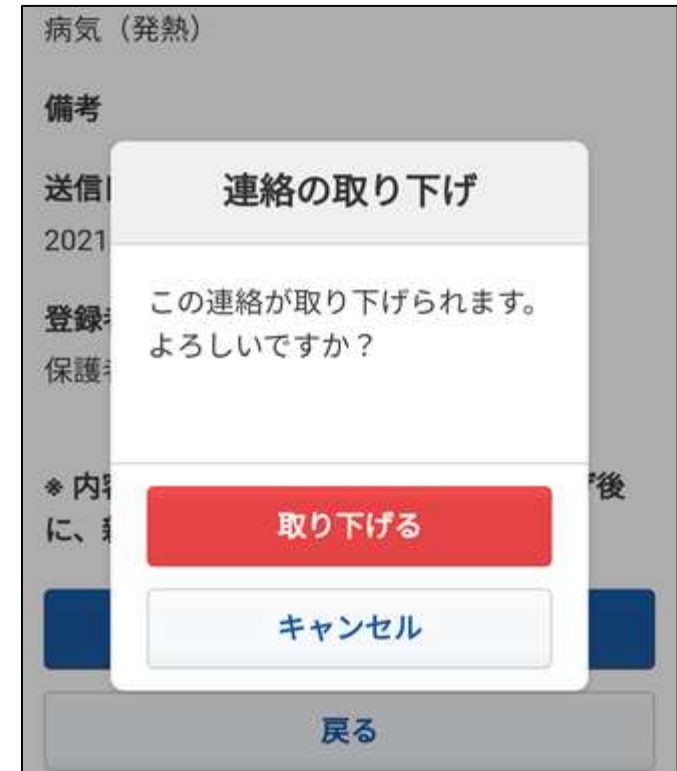 病気（発熱）
備考
送信
連絡の取り下げ
2021
この連絡が取り下げられます。
よろしいですか？
登録
保護
※ 内
後
に、
取り下げる
キャンセル
戻る